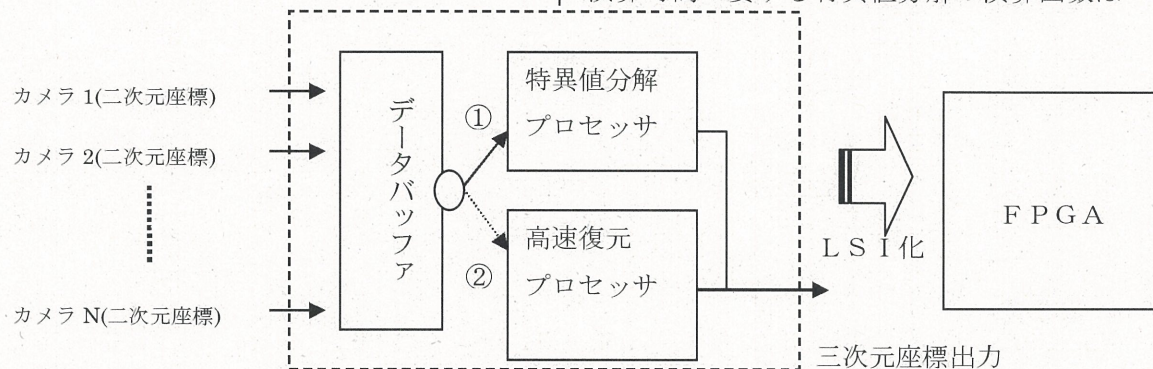 カメラ 1(二次元座標)
カメラ 2(二次元座標)
カメラ N(二次元座標)
データバッファ
①
②
特異値分解
プロセッサ
高速復元
プロセッサ
LSI化
FPGA
三次元座標出力